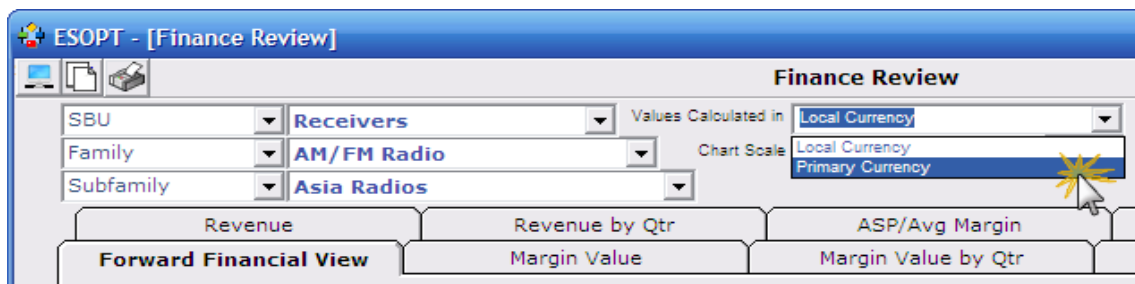 ESOPT - [Finance Review]
Finance Review
SBU Receivers Values Calculated in Local Currency
Family AM/FM Radio Chart Scale Local Currency
Primary Currency
Subfamily Asia Radios
Revenue Revenue by Qtr ASP/Avg Margin
Forward Financial View Margin Value Margin Value by Qtr